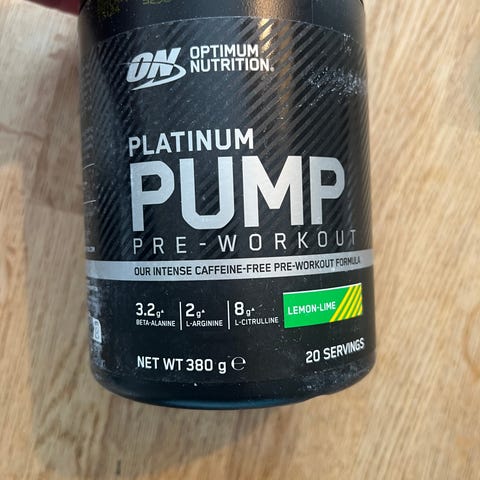 ON
OPTIMUM
NUTRITION®
PLATINUM
PUMP
PRE-WORKOUT
OUR INTENSE CAFFEINE-FREE PRE-WORKOUT FORMULA
3.2g* 2g* 8g*
BETA-ALANINE L-ARGININE L-CITRULLINE
LEMON-LIME
NET WT 380 g ℮
20 SERVINGS